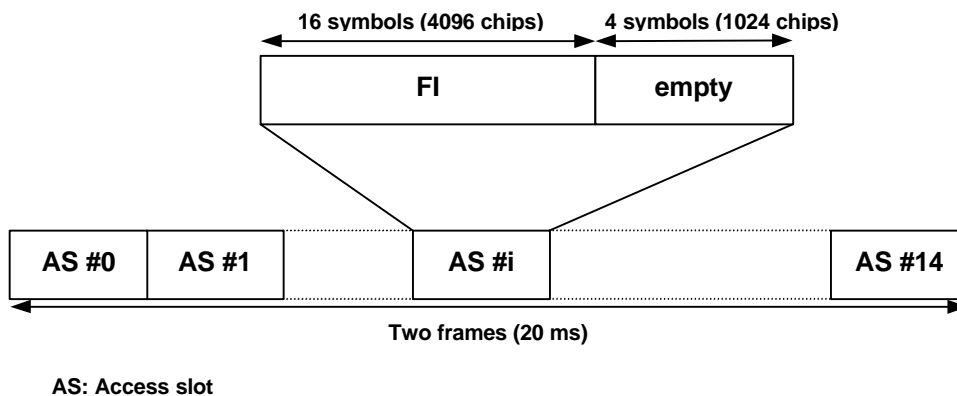 16 symbols (4096 chips) 4 symbols (1024 chips)
FI empty
AS #0 AS #1 AS #i AS #14
Two frames (20 ms)
AS: Access slot